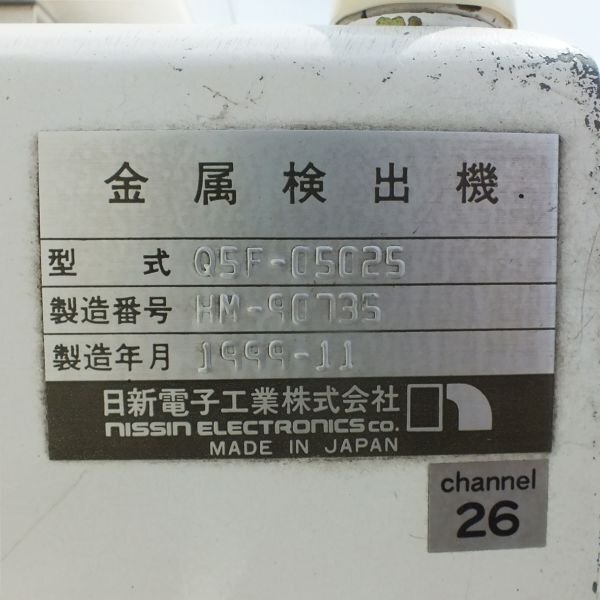 金属検出機
型式 Q5F-05025
製造番号 HM-90735
製造年月 1999-11
日新電子工業株式会社
NISSIN ELECTRONICS CO.
MADE IN JAPAN
channel
26